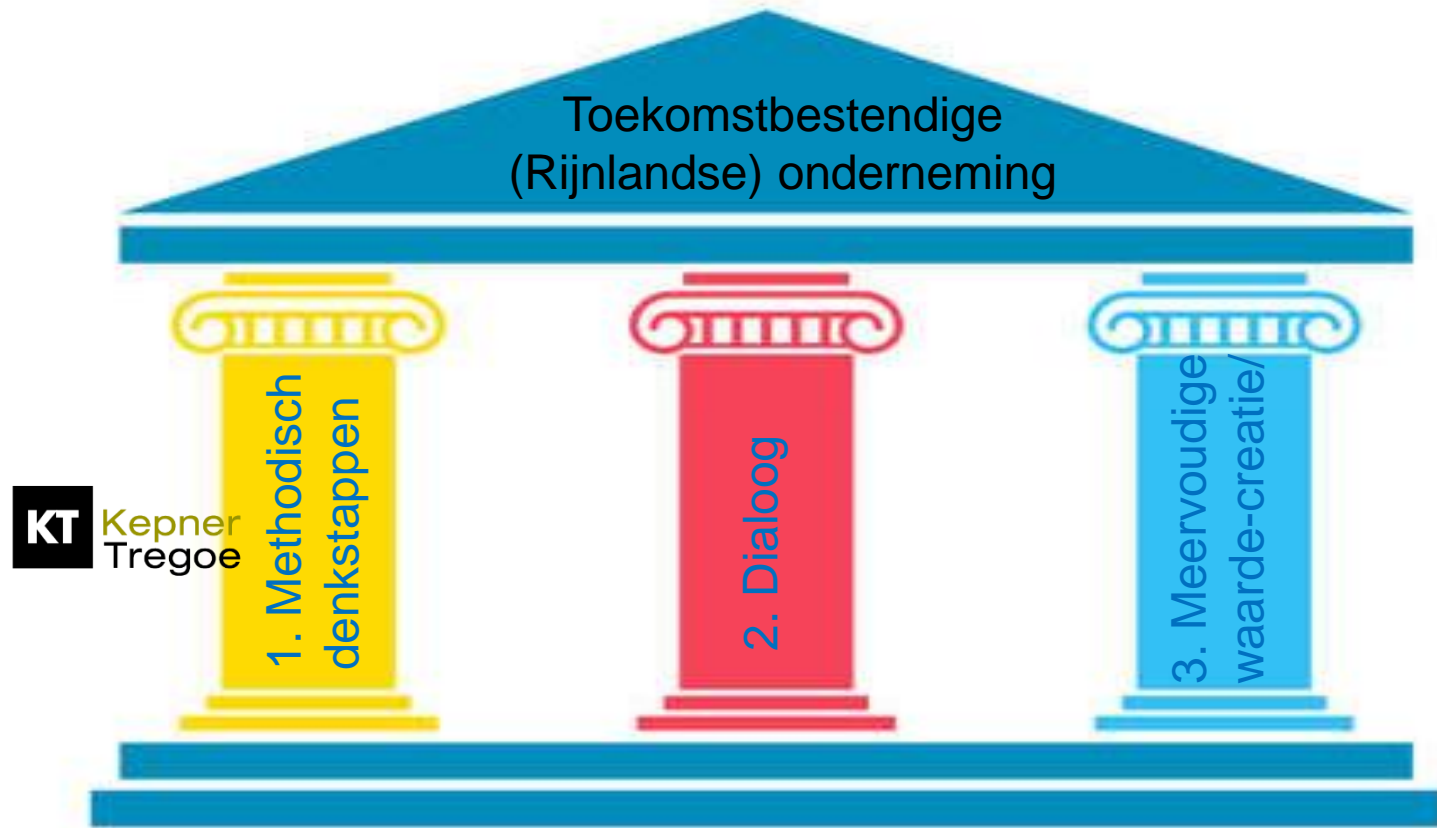 Toekomstbestendige
(Rijnlandse) onderneming
KT Kepner
Tregoe
1. Methodisch
denkstappen
2. Dialoog
3. Meervoudige
waarde-creatie/